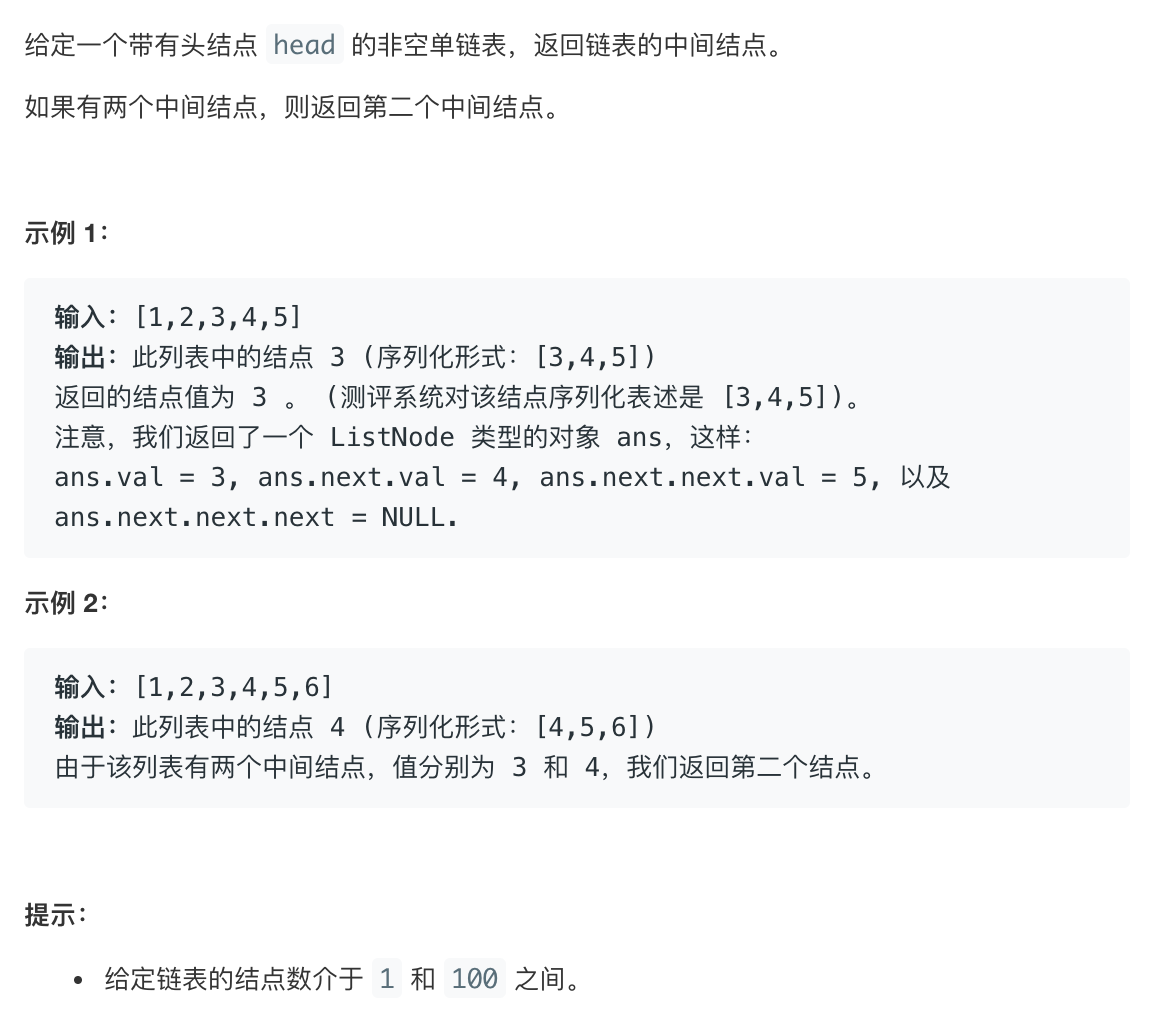 给定一个带有头结点 head 的非空单链表，返回链表的中间结点。
如果有两个中间结点，则返回第二个中间结点。
示例 1：
输入：[1,2,3,4,5]
输出：此列表中的结点 3 (序列化形式：[3,4,5])
返回的结点值为 3 。 (测评系统对该结点序列化表述是 [3,4,5])。
注意，我们返回了一个 ListNode 类型的对象 ans，这样：
ans.val = 3, ans.next.val = 4, ans.next.next.val = 5, 以及
ans.next.next.next = NULL.
示例 2：
输入：[1,2,3,4,5,6]
输出：此列表中的结点 4 (序列化形式：[4,5,6])
由于该列表有两个中间结点，值分别为 3 和 4，我们返回第二个结点。
提示：
• 给定链表的结点数介于 1 和 100 之间。